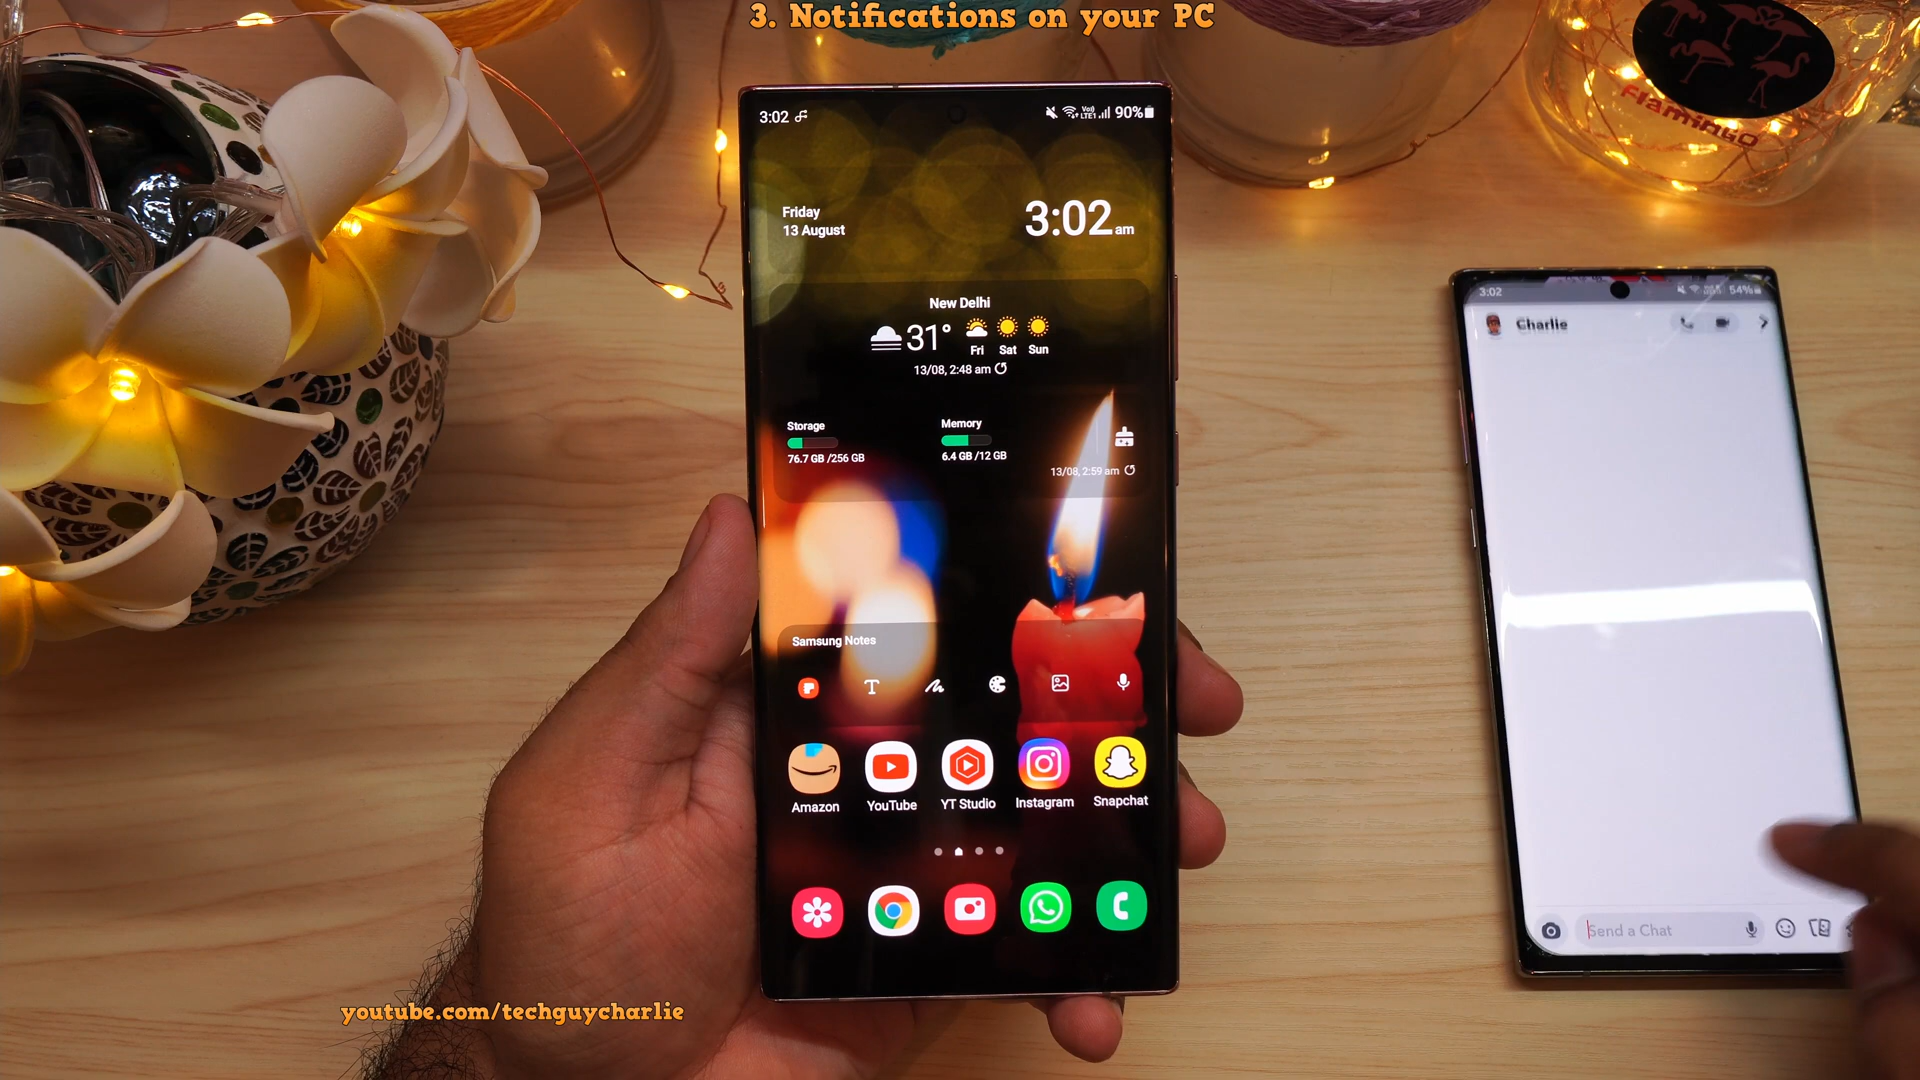 3. Notifications on your PC
Flamingo
3:02
90%
Friday
13 August
3:02am
New Delhi
31°
Fri Sat Sun
13/08, 2:48 am
Storage
76.7 GB /256 GB
Memory
6.4 GB /12 GB
13/08, 2:59 am
Samsung Notes
Amazon YouTube YT Studio Instagram Snapchat
3:02
54%
Charlie
Send a Chat
youtube.com/techguycharlie